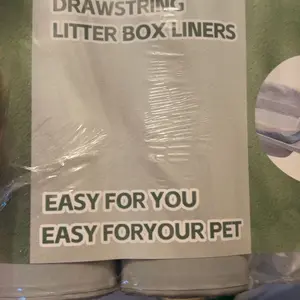 DRAWSTRING
LITTER BOX LINERS
EASY FOR YOU
EASY FORYOUR PET